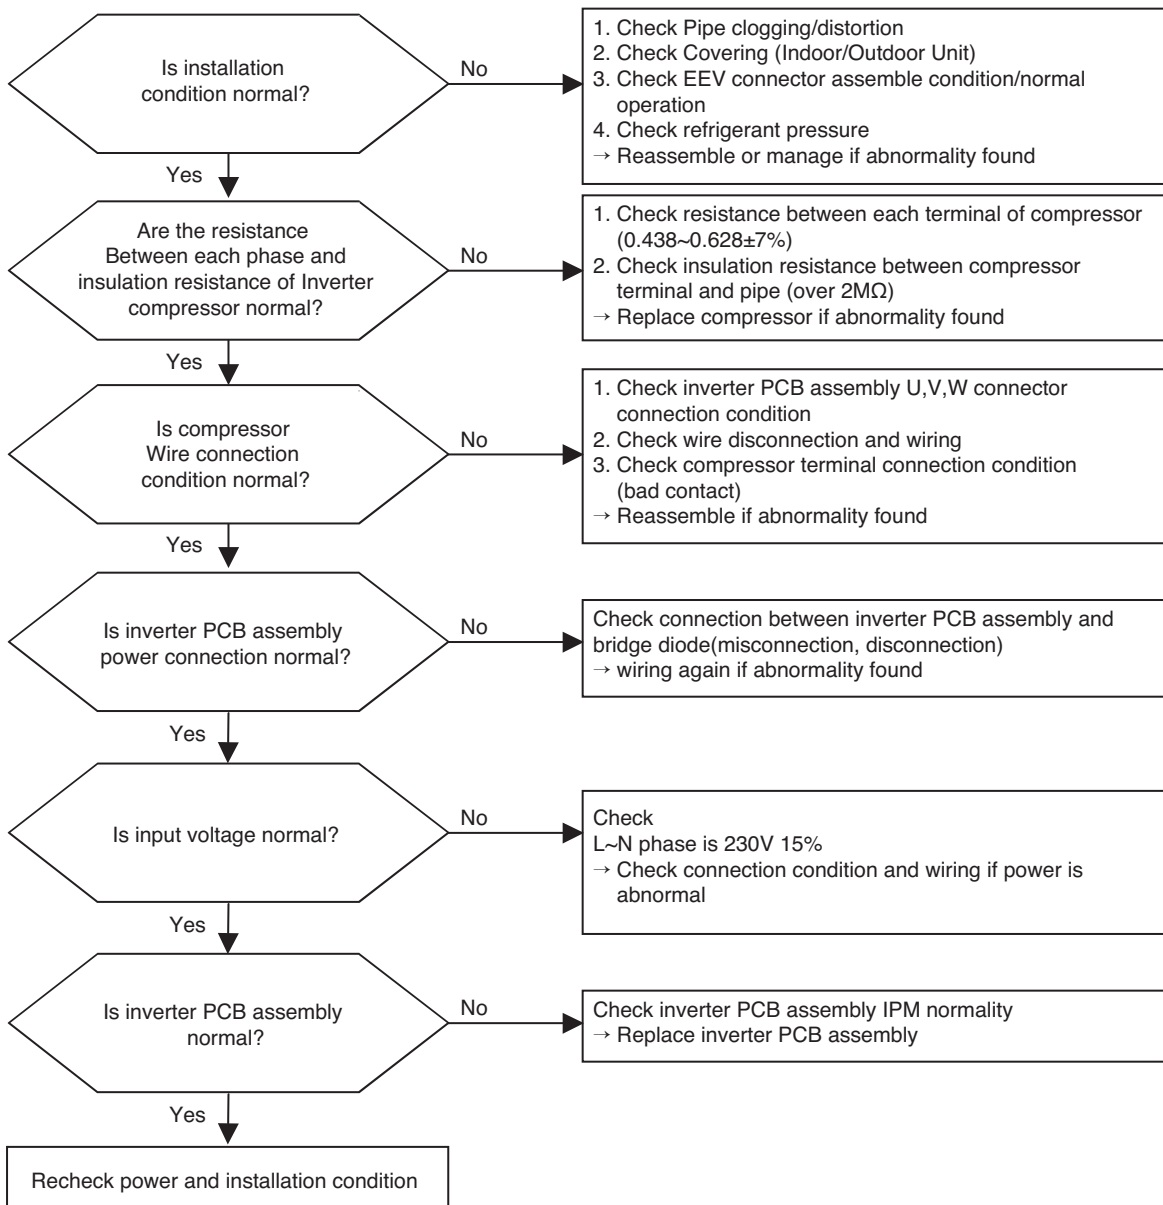 Is installation
condition normal?
No
1. Check Pipe clogging/distortion
2. Check Covering (Indoor/Outdoor Unit)
3. Check EEV connector assemble condition/normal
operation
4. Check refrigerant pressure
→ Reassemble or manage if abnormality found
Yes
Are the resistance
Between each phase and
insulation resistance of Inverter
compressor normal?
No
1. Check resistance between each terminal of compressor
(0.438~0.628±7%)
2. Check insulation resistance between compressor
terminal and pipe (over 2MΩ)
→ Replace compressor if abnormality found
Yes
Is compressor
Wire connection
condition normal?
No
1. Check inverter PCB assembly U,V,W connector
connection condition
2. Check wire disconnection and wiring
3. Check compressor terminal connection condition
(bad contact)
→ Reassemble if abnormality found
Yes
Is inverter PCB assembly
power connection normal?
No
Check connection between inverter PCB assembly and
bridge diode(misconnection, disconnection)
→ wiring again if abnormality found
Yes
Is input voltage normal?
No
Check
L~N phase is 230V 15%
→ Check connection condition and wiring if power is
abnormal
Yes
Is inverter PCB assembly
normal?
No
Check inverter PCB assembly IPM normality
→ Replace inverter PCB assembly
Yes
Recheck power and installation condition